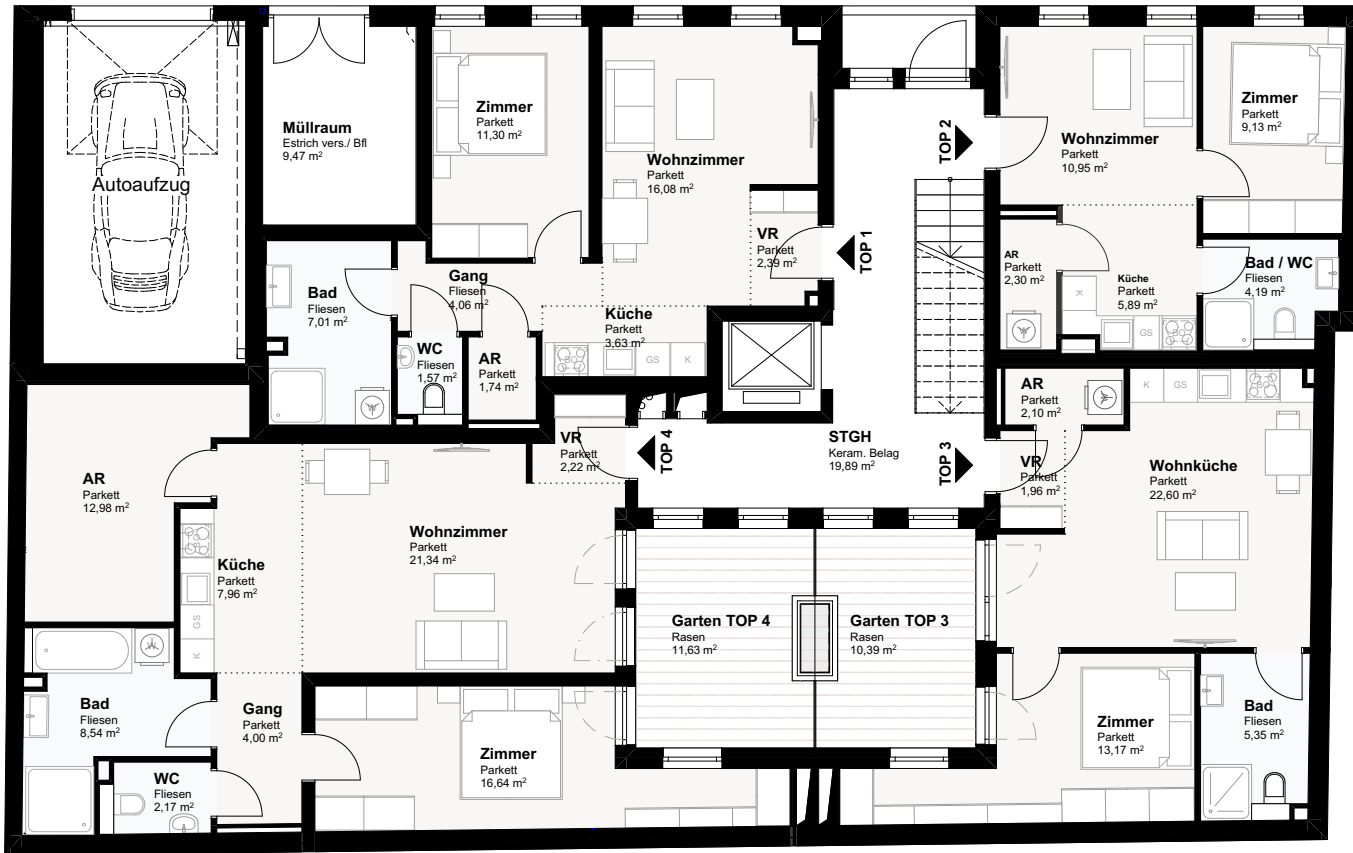 Autoaufzug
Müllraum
Estrich vers./ Bfl
9,47 m²
Zimmer
Parkett
11,30 m²
Wohnzimmer
Parkett
16,08 m²
VR
Parkett
2,39 m²
TOP 1
TOP 2
Wohnzimmer
Parkett
10,95 m²
Zimmer
Parkett
9,13 m²
AR
Parkett
2,30 m²
Küche
Parkett
5,89 m²
K
GS
Bad / WC
Fliesen
4,19 m²
Bad
Fliesen
7,01 m²
Gang
Fliesen
4,06 m²
WC
Fliesen
1,57 m²
AR
Parkett
1,74 m²
Küche
Parkett
3,63 m²
GS
K
AR
Parkett
12,98 m²
VR
Parkett
2,22 m²
TOP 4
STGH
Keram. Belag
19,89 m²
TOP 3
AR
Parkett
2,10 m²
K
GS
VR
Parkett
1,96 m²
Wohnküche
Parkett
22,60 m²
Küche
Parkett
7,96 m²
GS
K
Wohnzimmer
Parkett
21,34 m²
Garten TOP 4
Rasen
11,63 m²
Garten TOP 3
Rasen
10,39 m²
Bad
Fliesen
8,54 m²
Gang
Parkett
4,00 m²
WC
Fliesen
2,17 m²
Zimmer
Parkett
16,64 m²
Zimmer
Parkett
13,17 m²
Bad
Fliesen
5,35 m²